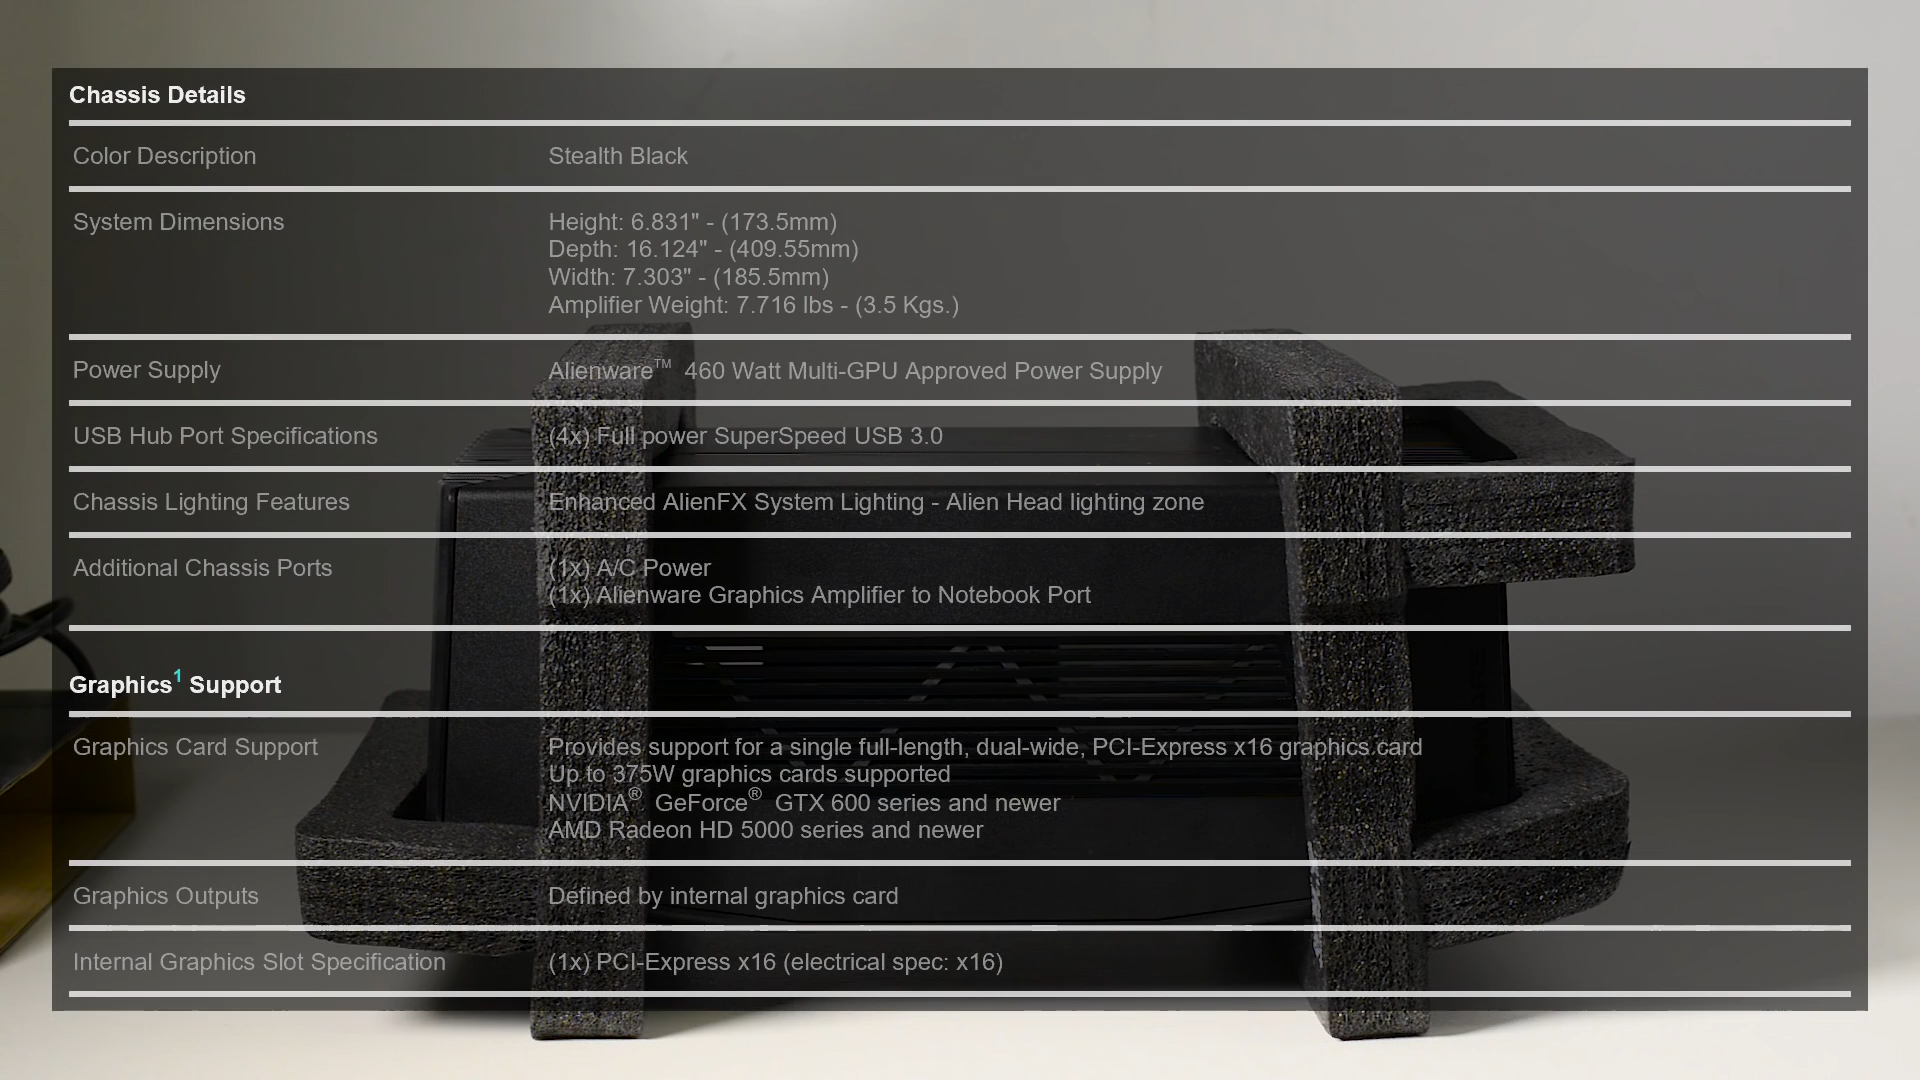 Chassis Details
Color Description Stealth Black
System Dimensions Height: 6.831" - (173.5mm)
Depth: 16.124" - (409.55mm)
Width: 7.303" - (185.5mm)
Amplifier Weight: 7.716 lbs - (3.5 Kgs.)
Power Supply Alienware™ 460 Watt Multi-GPU Approved Power Supply
USB Hub Port Specifications (4x) Full power SuperSpeed USB 3.0
Chassis Lighting Features Enhanced AlienFX System Lighting - Alien Head lighting zone
Additional Chassis Ports (1x) A/C Power
(1x) Alienware Graphics Amplifier to Notebook Port
Graphics¹ Support
Graphics Card Support Provides support for a single full-length, dual-wide, PCI-Express x16 graphics card
Up to 375W graphics cards supported
NVIDIA® GeForce® GTX 600 series and newer
AMD Radeon HD 5000 series and newer
Graphics Outputs Defined by internal graphics card
Internal Graphics Slot Specification (1x) PCI-Express x16 (electrical spec: x16)